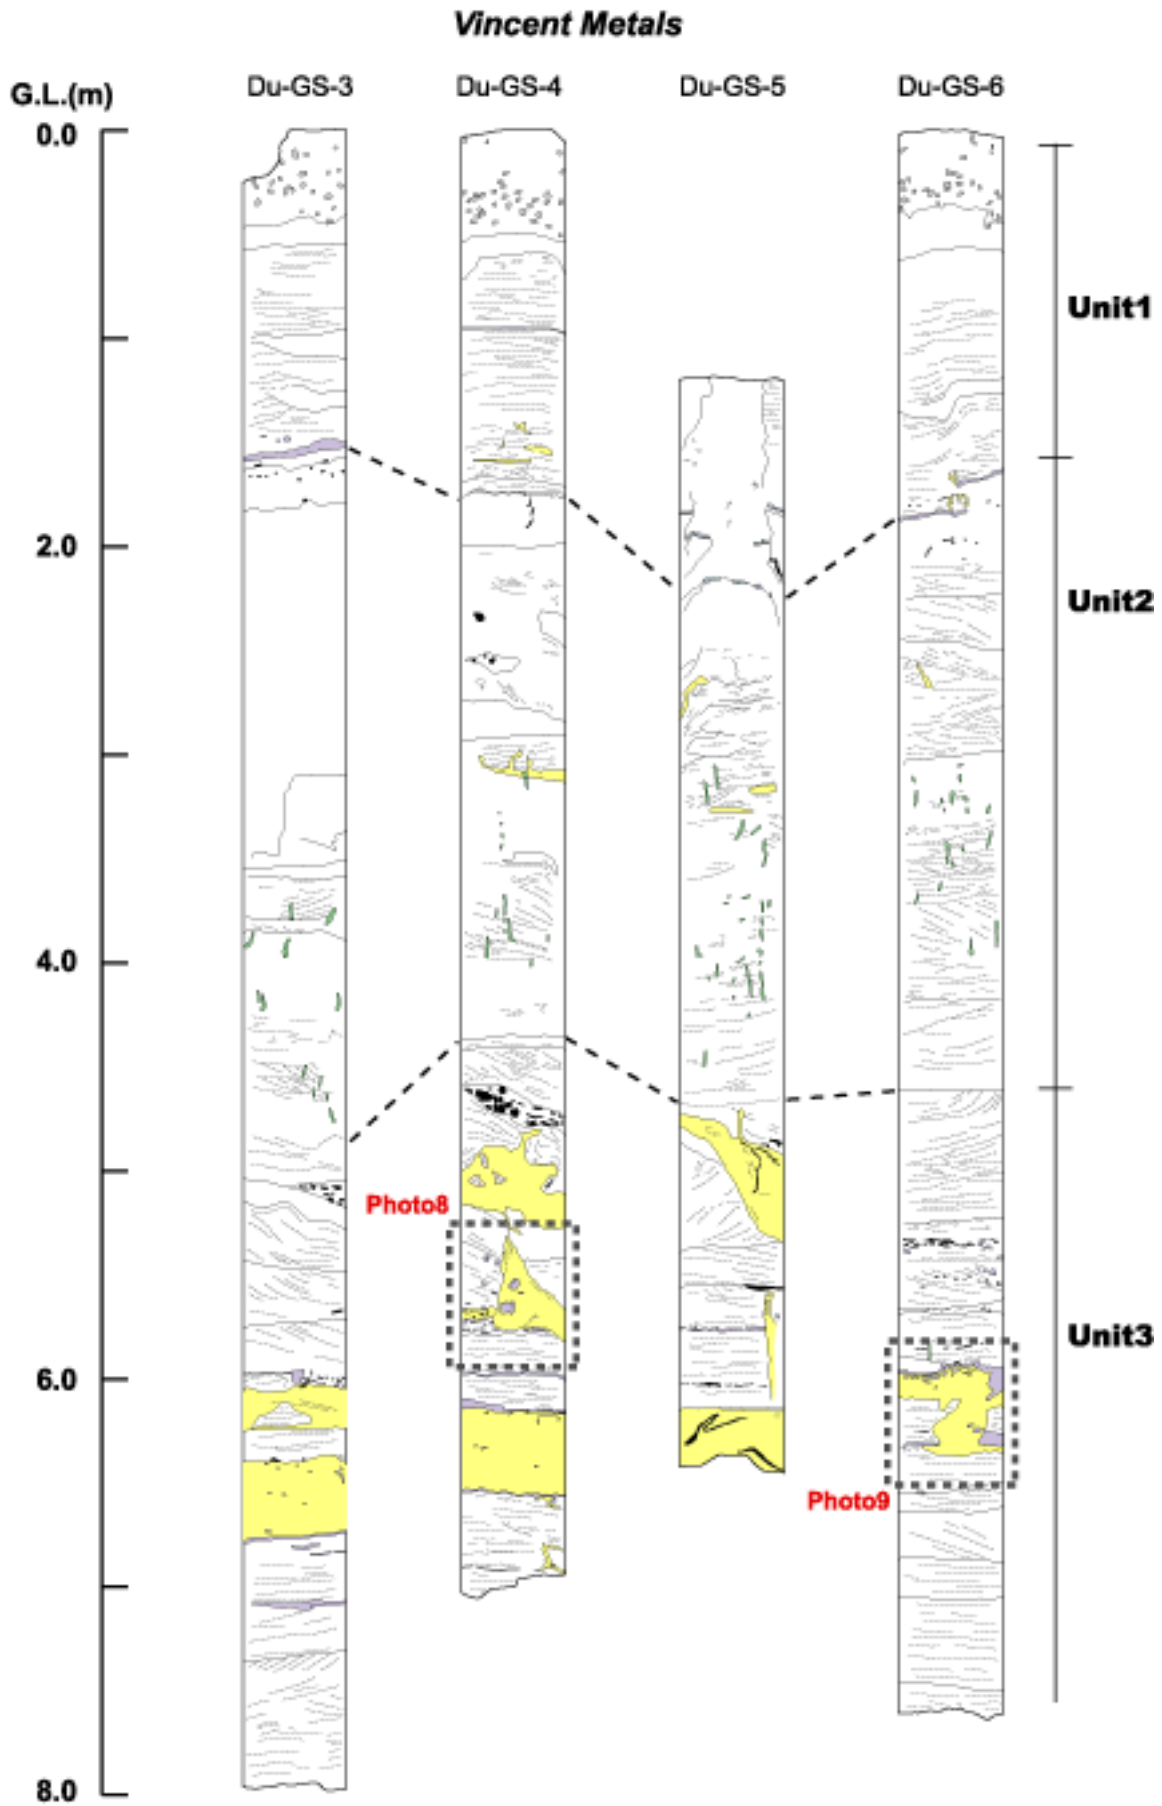 Vincent Metals
Du-GS-3 Du-GS-4 Du-GS-5 Du-GS-6
G.L.(m)
0.0
Unit1
2.0
Unit2
4.0
Photo8
Unit3
6.0
Photo9
8.0